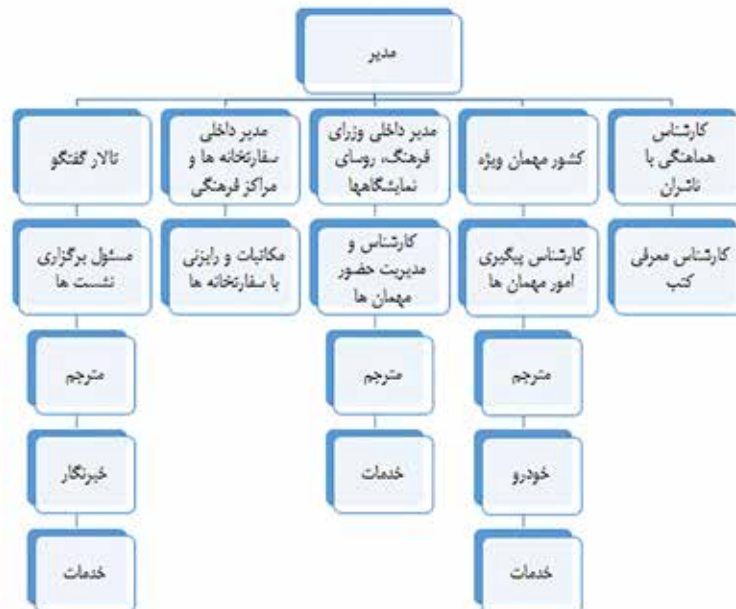 مدیر
کارشناس
هماهنگی با
ناشران
کشور مهمان ویژه
مدیر داخلی وزرای
فرهنگ، روسای
نمایشگاهها
مدیر داخلی
سفارتخانه ها و
مراکز فرهنگی
تالار گفتگو
کارشناس معرفی
کتب
کارشناس پیگیری
امور مهمان ها
کارشناس و
مدیریت حضور
مهمان ها
مکاتبات و رایزنی
با سفارتخانه ها
مسئول برگزاری
نشست ها
مترجم
مترجم
مترجم
خودرو
خدمات
خبرنگار
خدمات
خدمات